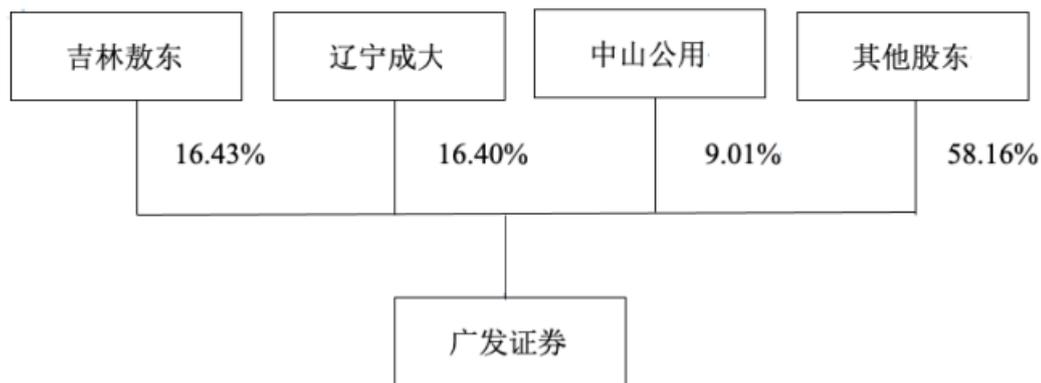 吉林敖东
辽宁成大
中山公用
其他股东
16.43%
16.40%
9.01%
58.16%
广发证券